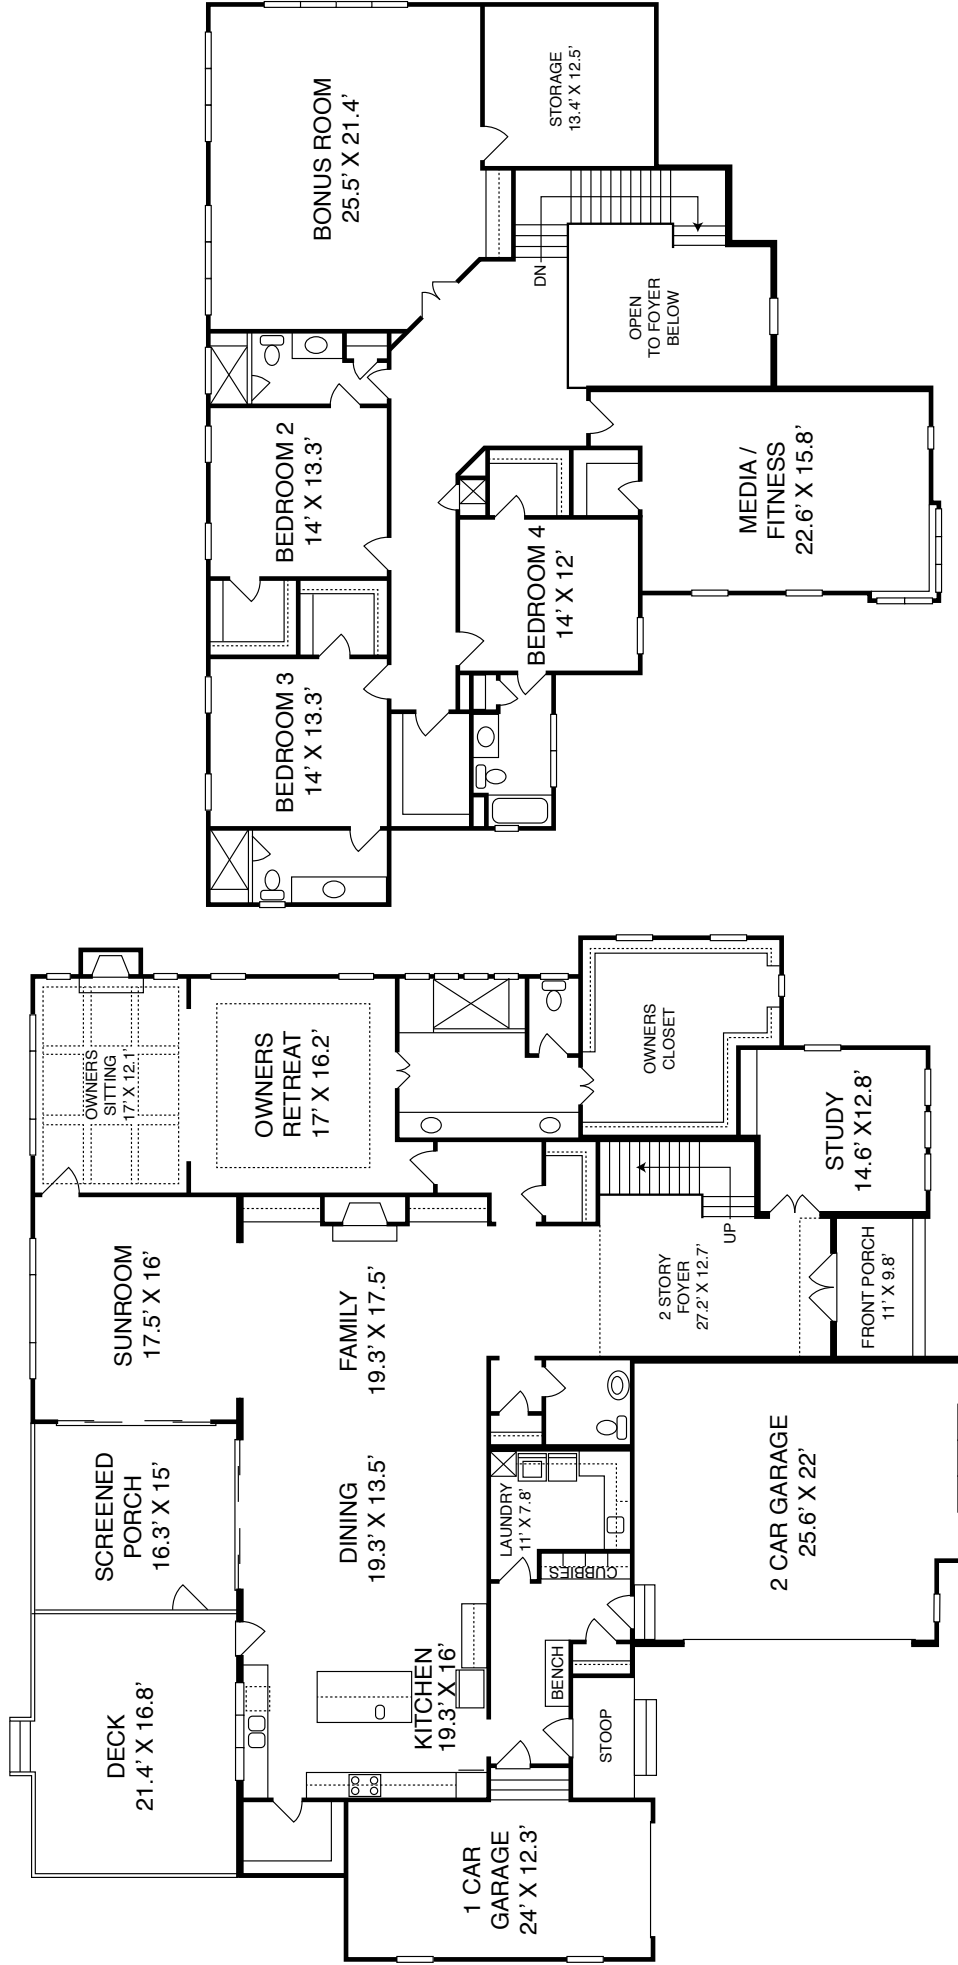 BONUS ROOM
25.5' X 21.4'
STORAGE
13.4' X 12.5'
DN
OPEN
TO FOYER
BELOW
BEDROOM 2
14' X 13.3'
MEDIA /
FITNESS
22.6' X 15.8'
BEDROOM 4
14' X 12'
BEDROOM 3
14' X 13.3'
OWNERS
SITTING
17' X 12.1'
OWNERS
RETREAT
17' X 16.2'
OWNERS
CLOSET
STUDY
14.6' X12.8'
SUNROOM
17.5' X 16'
FAMILY
19.3' X 17.5'
UP
2 STORY
FOYER
27.2' X 12.7'
FRONT PORCH
11' X 9.8'
SCREENED
PORCH
16.3' X 15'
DINING
19.3' X 13.5'
LAUNDRY
11' X 7.8'
CUBBIES
2 CAR GARAGE
25.6' X 22'
DECK
21.4' X 16.8'
KITCHEN
19.3' X 16'
BENCH
STOOP
1 CAR
GARAGE
24' X 12.3'